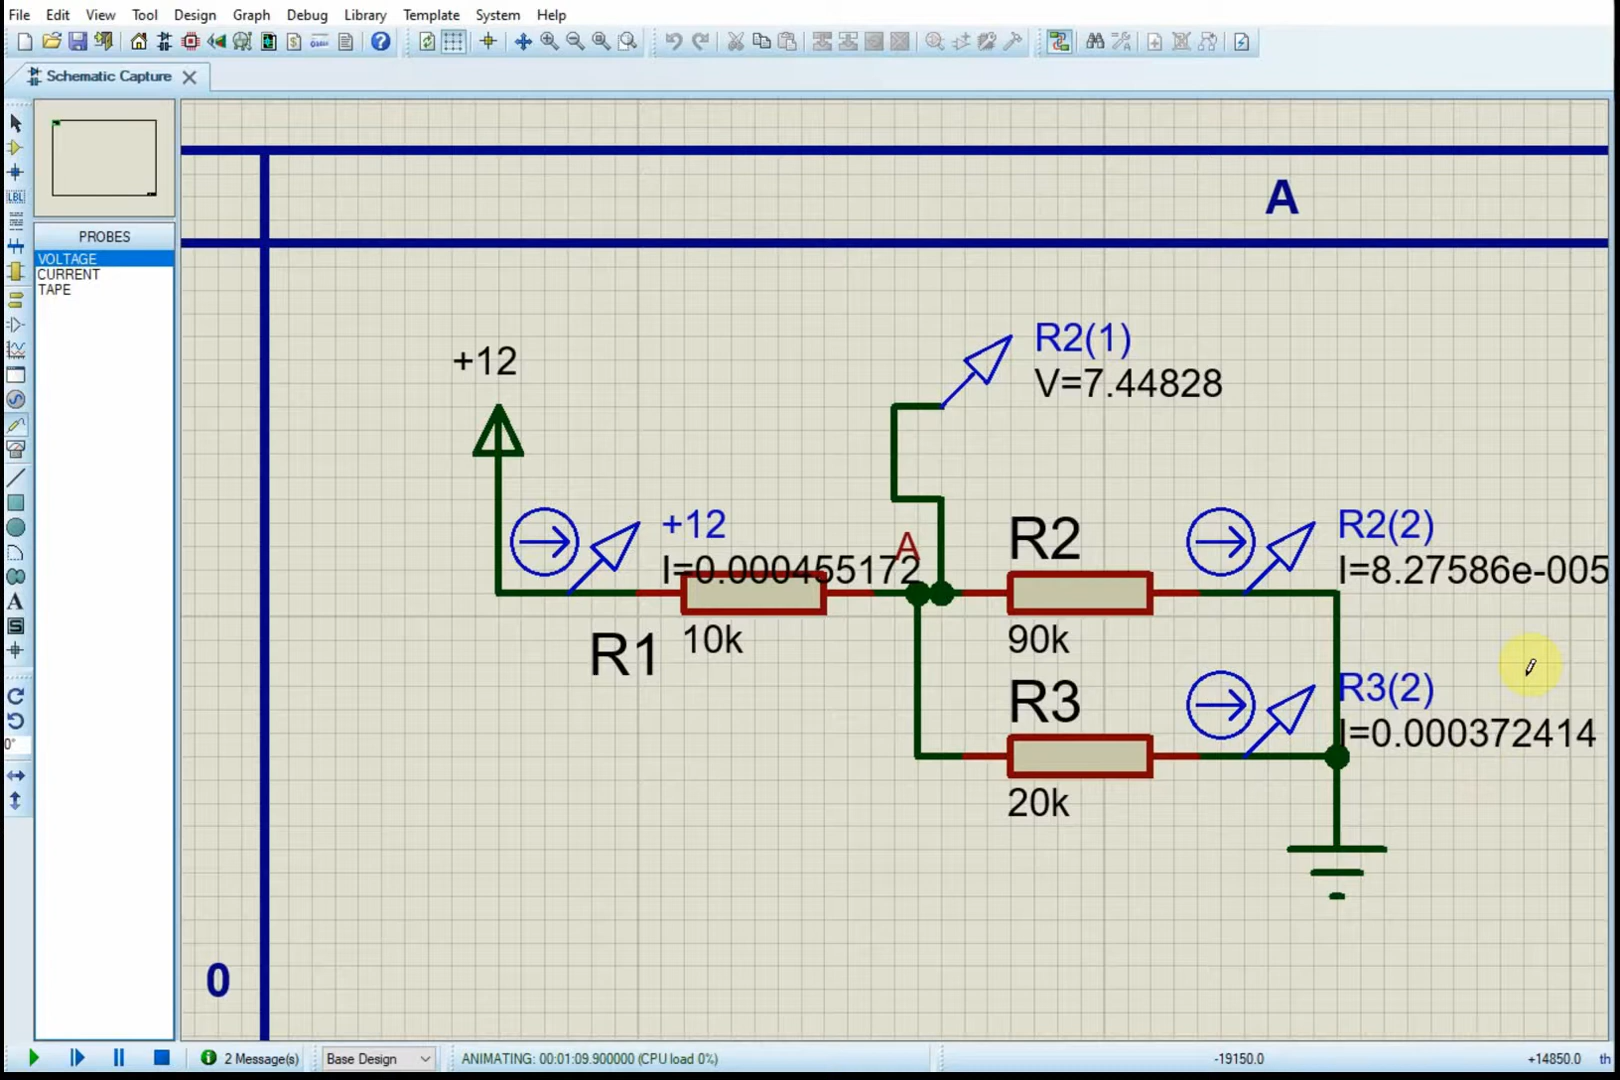 File Edit View Tool Design Graph Debug Library Template System Help
Schematic Capture
PROBES
VOLTAGE
CURRENT
TAPE
LBL
A
S
0°
A
0
+12
R2(1)
V=7.44828
+12
I=0.000455172
A
R1
10k
R2
90k
R2(2)
I=8.27586e-005
R3
20k
R3(2)
I=0.000372414
2 Message(s)
Base Design
ANIMATING: 00:01:09.900000 (CPU load 0%)
-19150.0
+14850.0
th